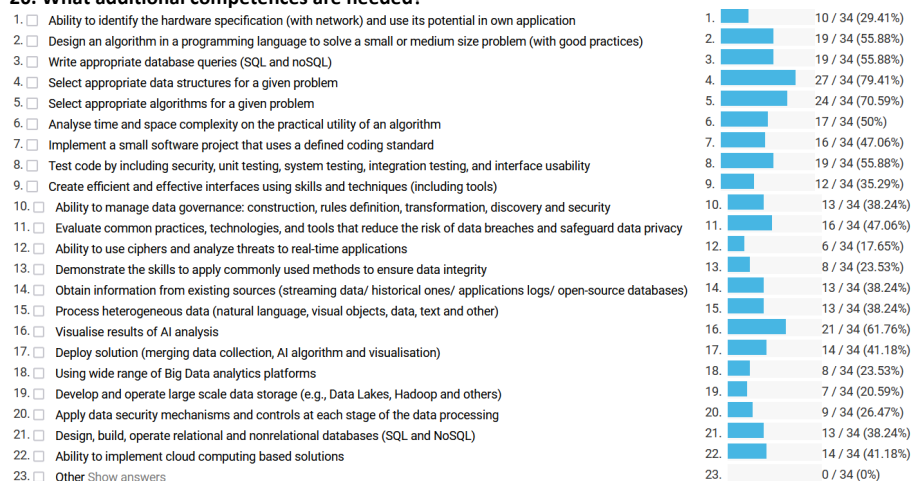 20. What additional competences are needed?
1. Ability to identify the hardware specification (with network) and use its potential in own application 1. 10 / 34 (29.41%)
2. Design an algorithm in a programming language to solve a small or medium size problem (with good practices) 2. 19 / 34 (55.88%)
3. Write appropriate database queries (SQL and noSQL) 3. 19 / 34 (55.88%)
4. Select appropriate data structures for a given problem 4. 27 / 34 (79.41%)
5. Select appropriate algorithms for a given problem 5. 24 / 34 (70.59%)
6. Analyse time and space complexity on the practical utility of an algorithm 6. 17 / 34 (50%)
7. Implement a small software project that uses a defined coding standard 7. 16 / 34 (47.06%)
8. Test code by including security, unit testing, system testing, integration testing, and interface usability 8. 19 / 34 (55.88%)
9. Create efficient and effective interfaces using skills and techniques (including tools) 9. 12 / 34 (35.29%)
10. Ability to manage data governance: construction, rules definition, transformation, discovery and security 10. 13 / 34 (38.24%)
11. Evaluate common practices, technologies, and tools that reduce the risk of data breaches and safeguard data privacy 11. 16 / 34 (47.06%)
12. Ability to use ciphers and analyze threats to real-time applications 12. 6 / 34 (17.65%)
13. Demonstrate the skills to apply commonly used methods to ensure data integrity 13. 8 / 34 (23.53%)
14. Obtain information from existing sources (streaming data/ historical ones/ applications logs/ open-source databases) 14. 13 / 34 (38.24%)
15. Process heterogeneous data (natural language, visual objects, data, text and other) 15. 13 / 34 (38.24%)
16. Visualise results of AI analysis 16. 21 / 34 (61.76%)
17. Deploy solution (merging data collection, AI algorithm and visualisation) 17. 14 / 34 (41.18%)
18. Using wide range of Big Data analytics platforms 18. 8 / 34 (23.53%)
19. Develop and operate large scale data storage (e.g., Data Lakes, Hadoop and others) 19. 7 / 34 (20.59%)
20. Apply data security mechanisms and controls at each stage of the data processing 20. 9 / 34 (26.47%)
21. Design, build, operate relational and nonrelational databases (SQL and NoSQL) 21. 13 / 34 (38.24%)
22. Ability to implement cloud computing based solutions 22. 14 / 34 (41.18%)
23. Other Show answers 23. 0 / 34 (0%)